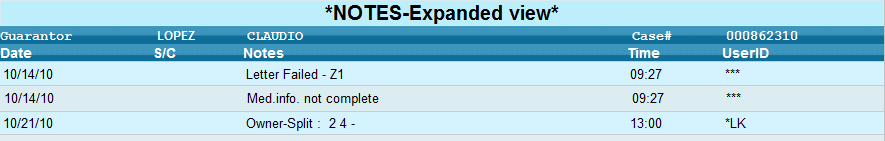 *NOTES-Expanded view*
Guarantor LOPEZ CLAUDIO Case# 000862310
Date S/C Notes Time UserID
10/14/10 Letter Failed - Z1 09:27 ***
10/14/10 Med.info. not complete 09:27 ***
10/21/10 Owner-Split : 2 4 - 13:00 *LK